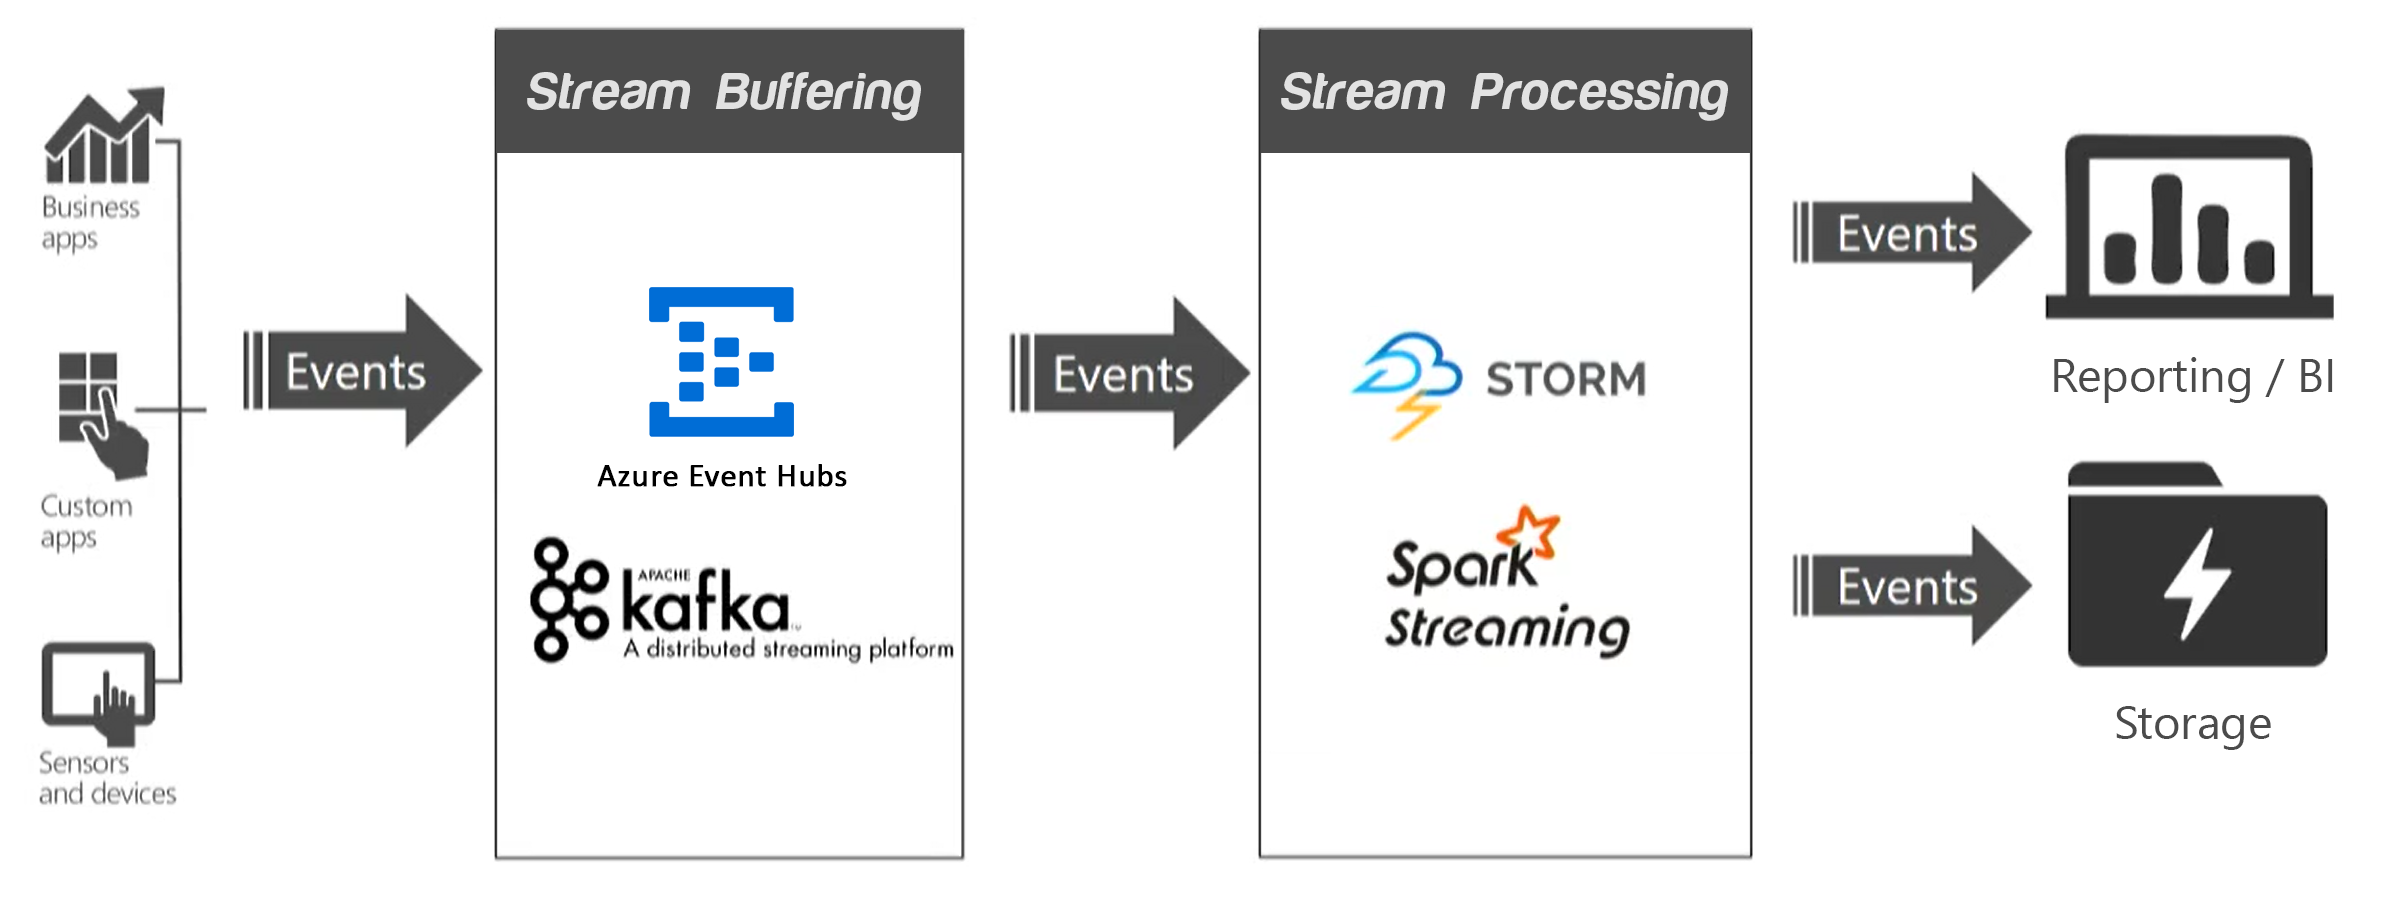 Business
apps
Custom
apps
Sensors
and devices
Events
Stream Buffering
Azure Event Hubs
APACHE
kafka
A distributed streaming platform
Events
Stream Processing
STORM
Spark
Streaming
Events
Reporting / BI
Events
Storage